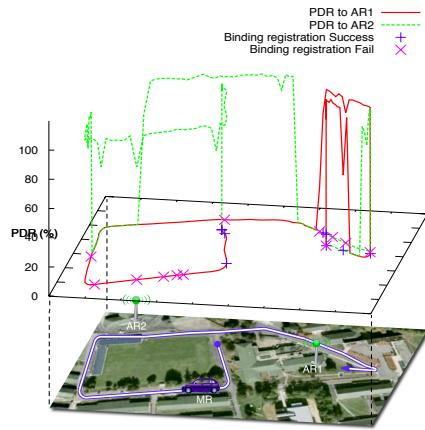 PDR to AR1
PDR to AR2
Binding registration Success
Binding registration Fail
100
80
60
PDR (%)
40
20
0
AR2
AR1
MR